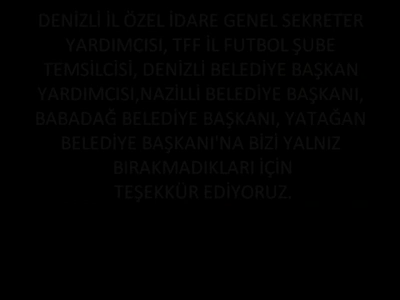 DENİZLİ İL ÖZEL İDARE GENEL SEKRETER
YARDIMCISI, TFF İL FUTBOL ŞUBE
TEMSİLCİSİ, DENİZLİ BELEDİYE BAŞKAN
YARDIMCISI,NAZİLLİ BELEDİYE BAŞKANI,
BABADAĞ BELEDİYE BAŞKANI, YATAĞAN
BELEDİYE BAŞKANI'NA BİZİ YALNIZ
BIRAKMADIKLARI İÇİN
TEŞEKKÜR EDİYORUZ.